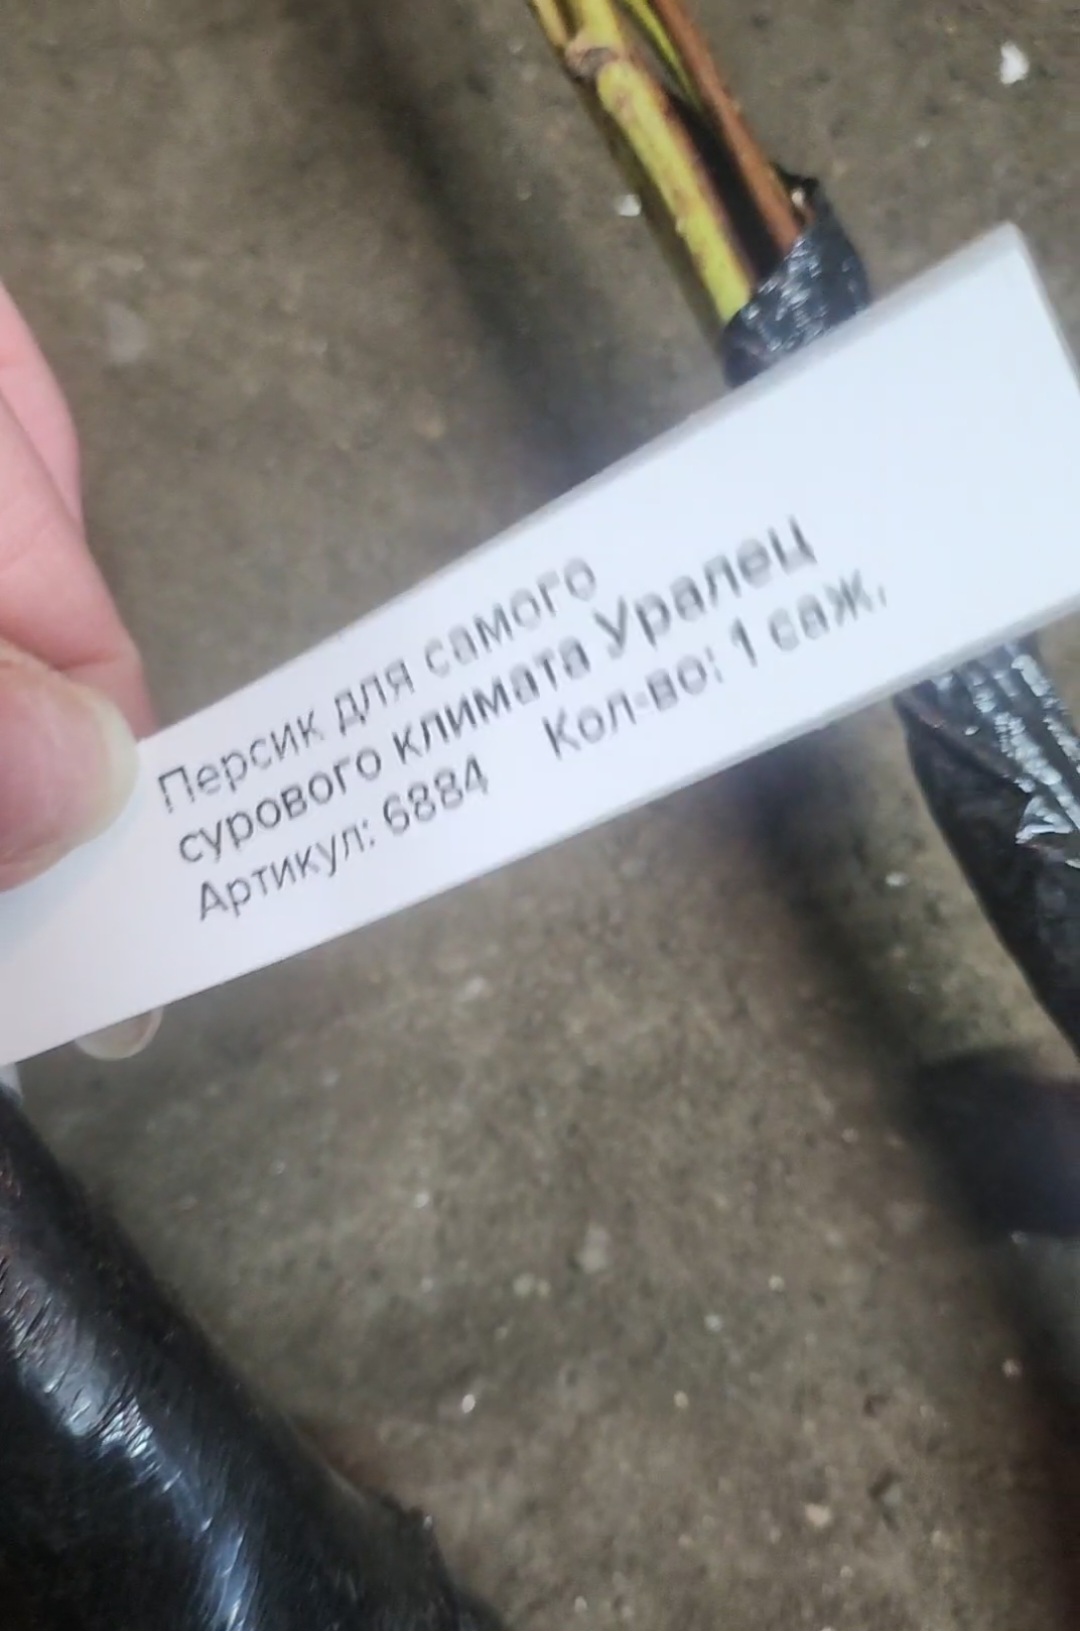 Персик для самого
сурового климата Уралец
Артикул: 6884 Кол-во: 1 саж.